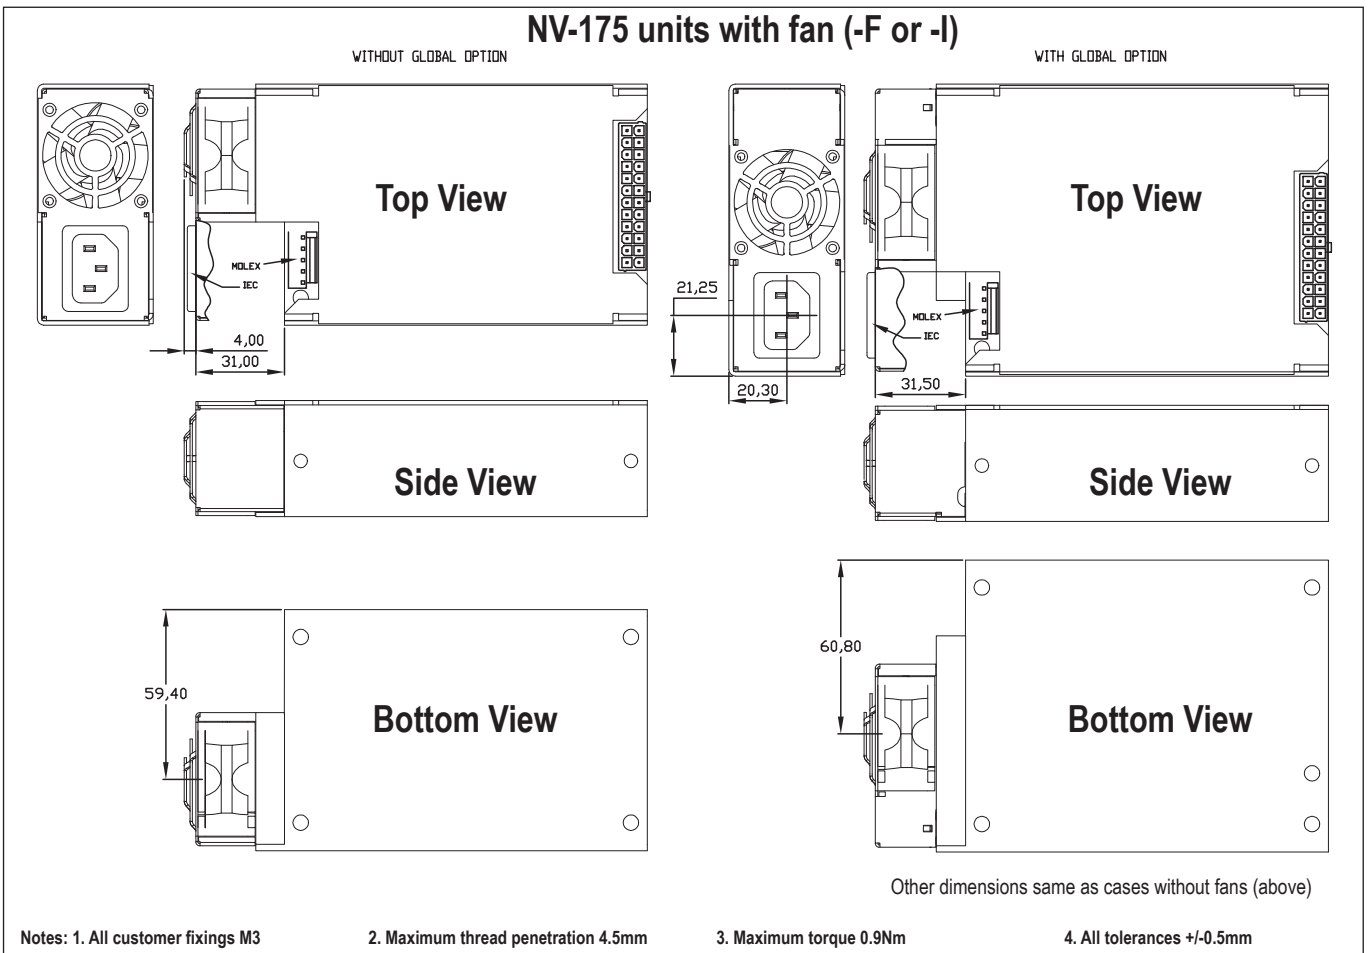 NV-175 units with fan (-F or -I)
WITHOUT GLOBAL OPTION
WITH GLOBAL OPTION
Top View
MOLEX
IEC
4,00
31,00
Top View
MOLEX
IEC
21,25
20,30
31,50
Side View
Side View
59,40
Bottom View
60,80
Bottom View
Other dimensions same as cases without fans (above)
Notes: 1. All customer fixings M3
2. Maximum thread penetration 4.5mm
3. Maximum torque 0.9Nm
4. All tolerances +/-0.5mm